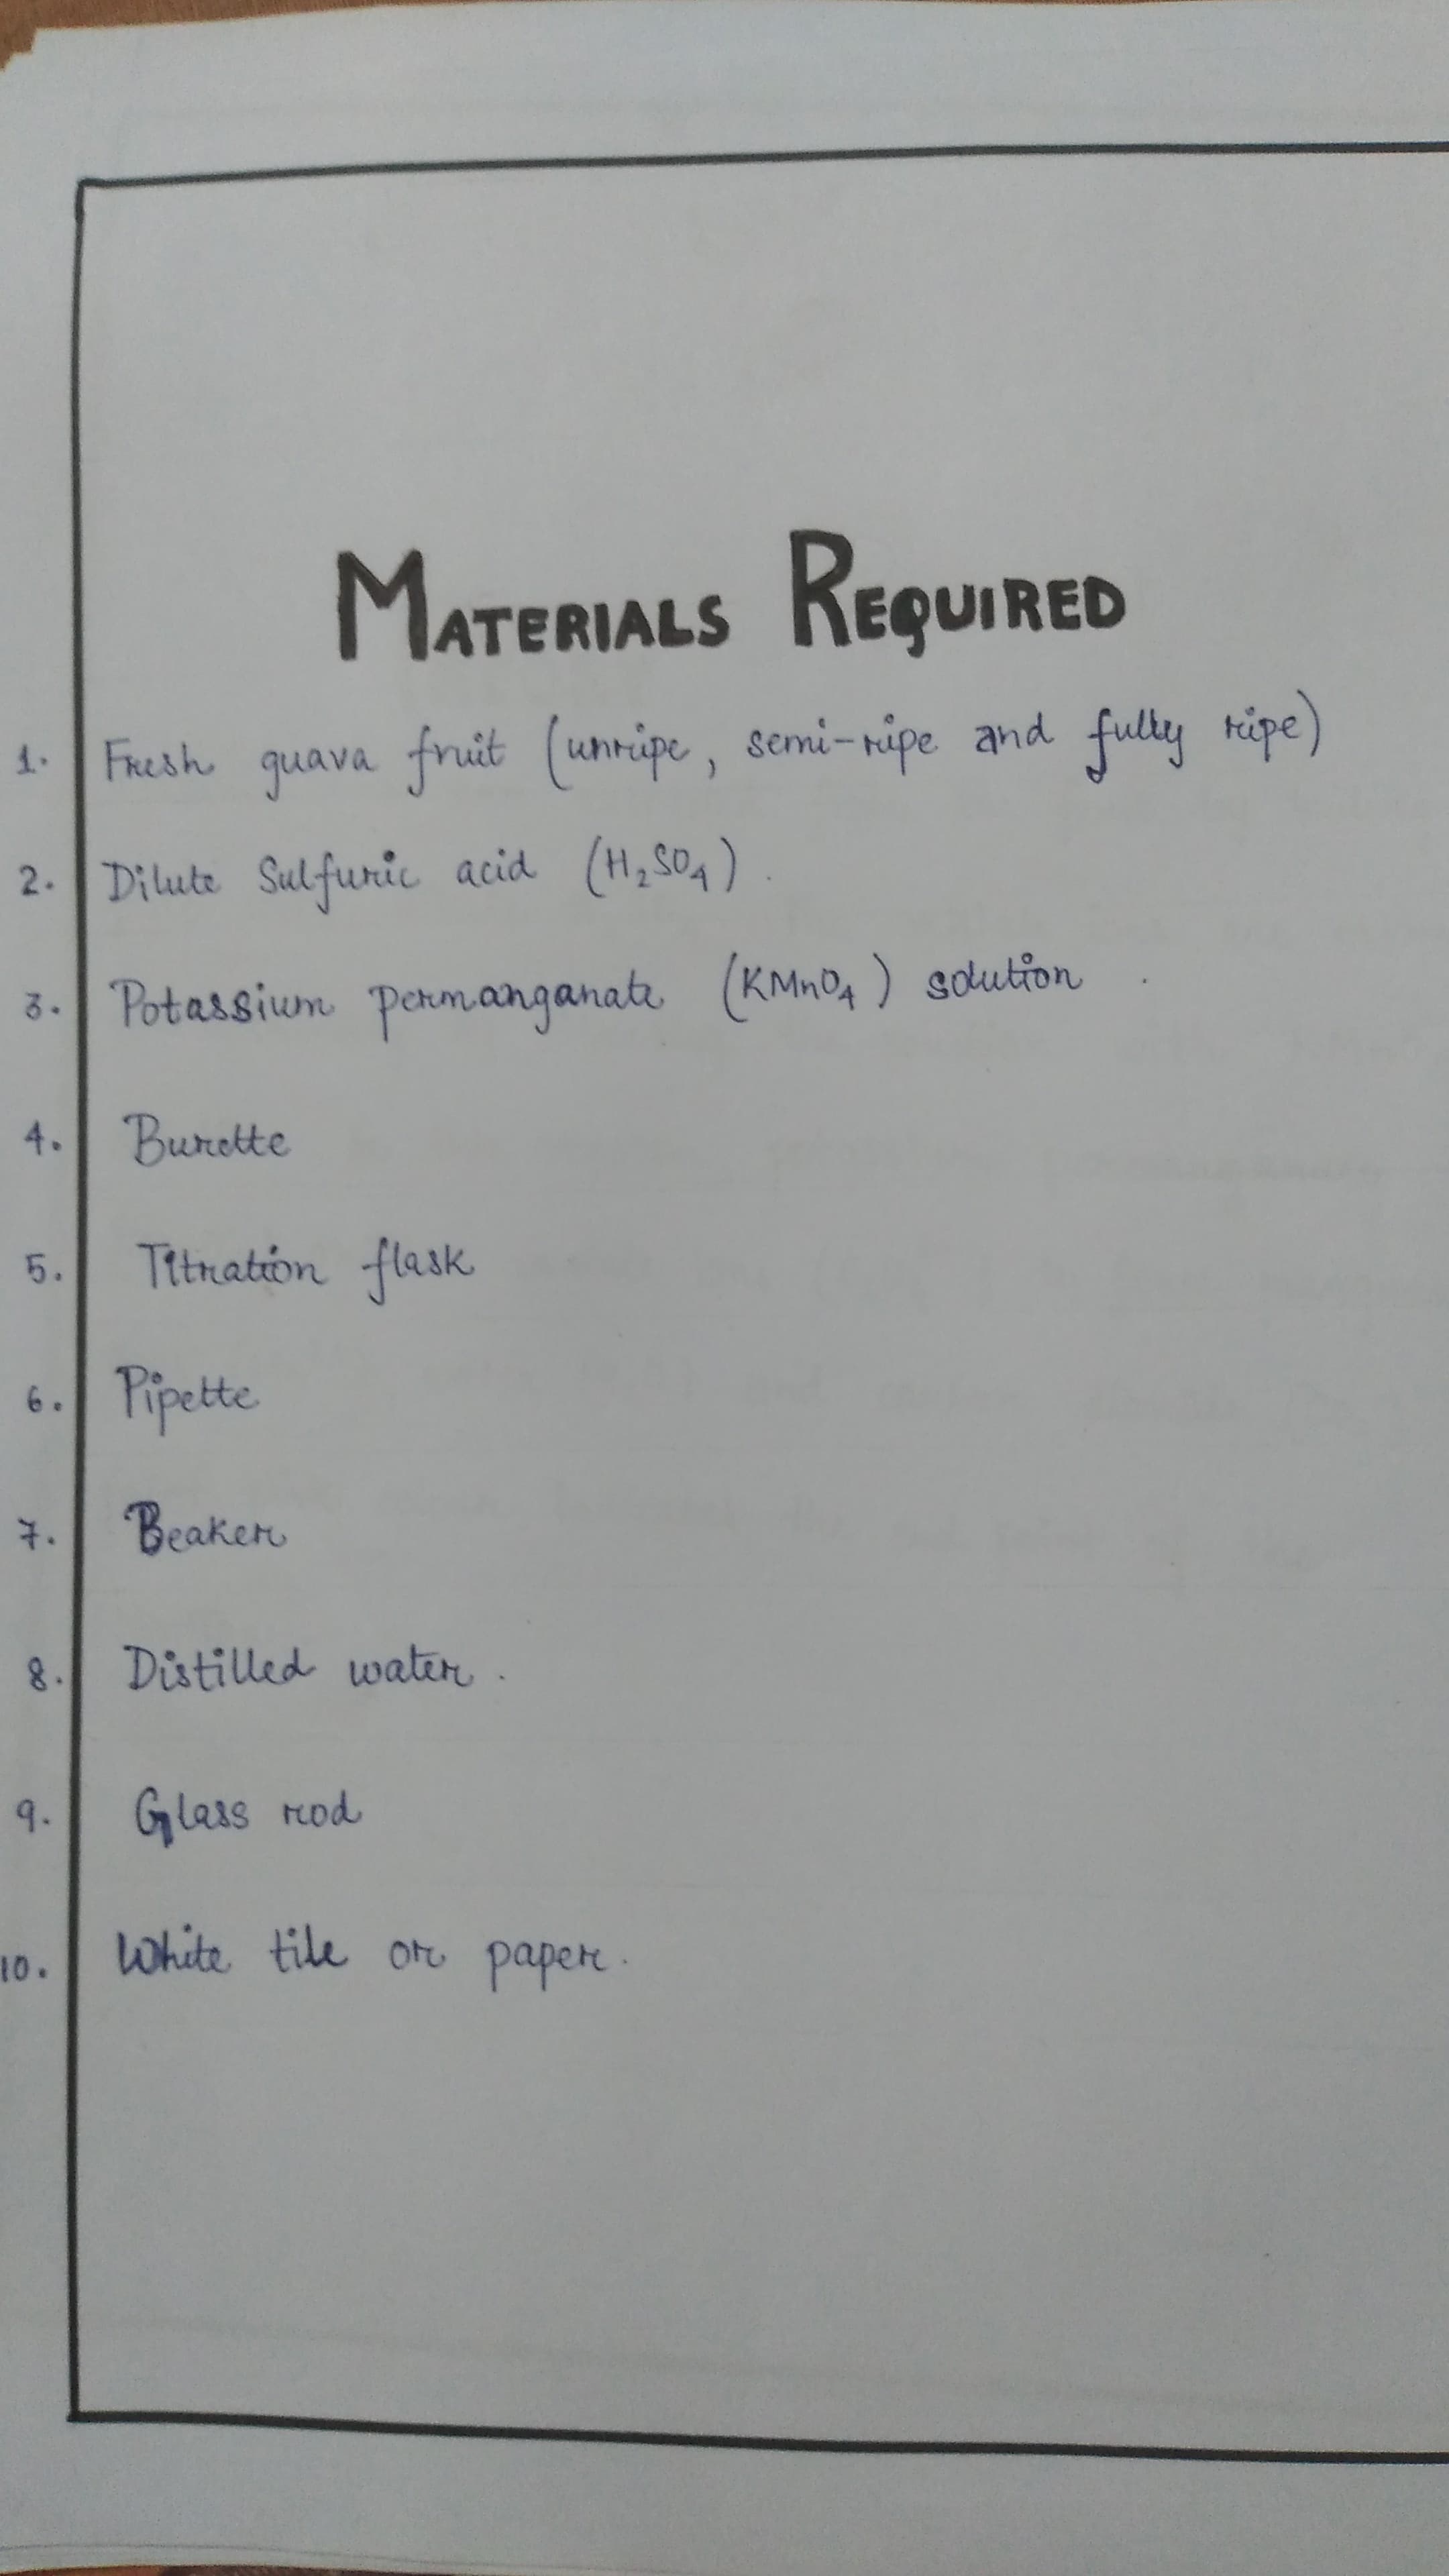 MATERIALS REQUIRED
1. Fresh guava fruit (unripe, semi-ripe and fully ripe)
2. Dilute Sulfuric acid (H₂SO₄).
3. Potassium permanganate (KMnO₄) solution.
4. Burette
5. Titration flask
6. Pipette
7. Beaker
8. Distilled water.
9. Glass rod
10. White tile or paper.